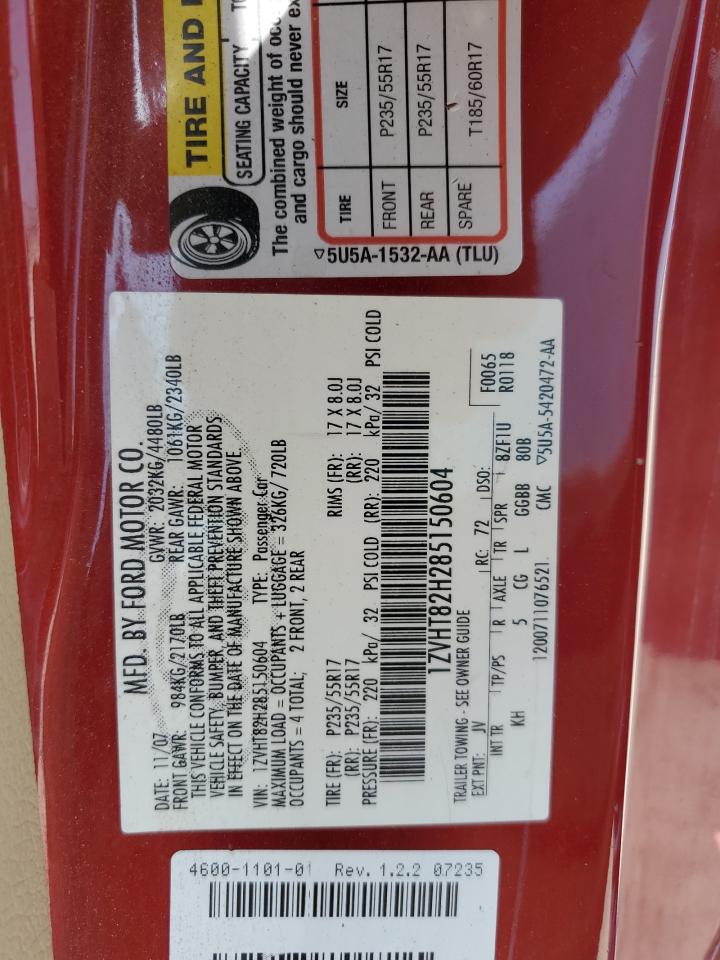 TIRE AND
SEATING CAPACITY
The combined weight of
and cargo should never
TIRE SIZE
FRONT P235/55R17
REAR P235/55R17
SPARE T185/60R17
▽5U5A-1532-AA (TLU)
MFD. BY FORD MOTOR CO.
DATE: 11/07 GVWR: 2032KG/4480LB
FRONT GAWR: 984KG/2170LB REAR GAWR: 1061KG/2340LB
THIS VEHICLE CONFORMS TO ALL APPLICABLE FEDERAL MOTOR
VEHICLE SAFETY, BUMPER, AND THEFT PREVENTION STANDARDS
IN EFFECT ON THE DATE OF MANUFACTURE SHOWN ABOVE.
VIN: 1ZVHT82H285150604 TYPE: Passenger Car
MAXIMUM LOAD = OCCUPANTS + LUGGAGE = 326KG/720LB
OCCUPANTS = 4 TOTAL; 2 FRONT, 2 REAR
TIRE (FR): P235/55R17 RIMS (FR): 17 X 8.0J
(RR): P235/55R17 (RR): 17 X 8.0J
PRESSURE (FR): 220 kPa/ 32 PSI COLD (RR): 220 kPa/ 32 PSI COLD
1ZVHT82H285150604
TRAILER TOWING - SEE OWNER GUIDE F0065
EXT PNT: JV RC: 72 DSO: R0118
INT TR TP/PS R AXLE TR SPR 8ZF1U
KH 5 CG L GGBB 80B
1200711076521. CMC ▽5U5A-5420472-AA
4600-1101-01 Rev. 1.2.2 07235